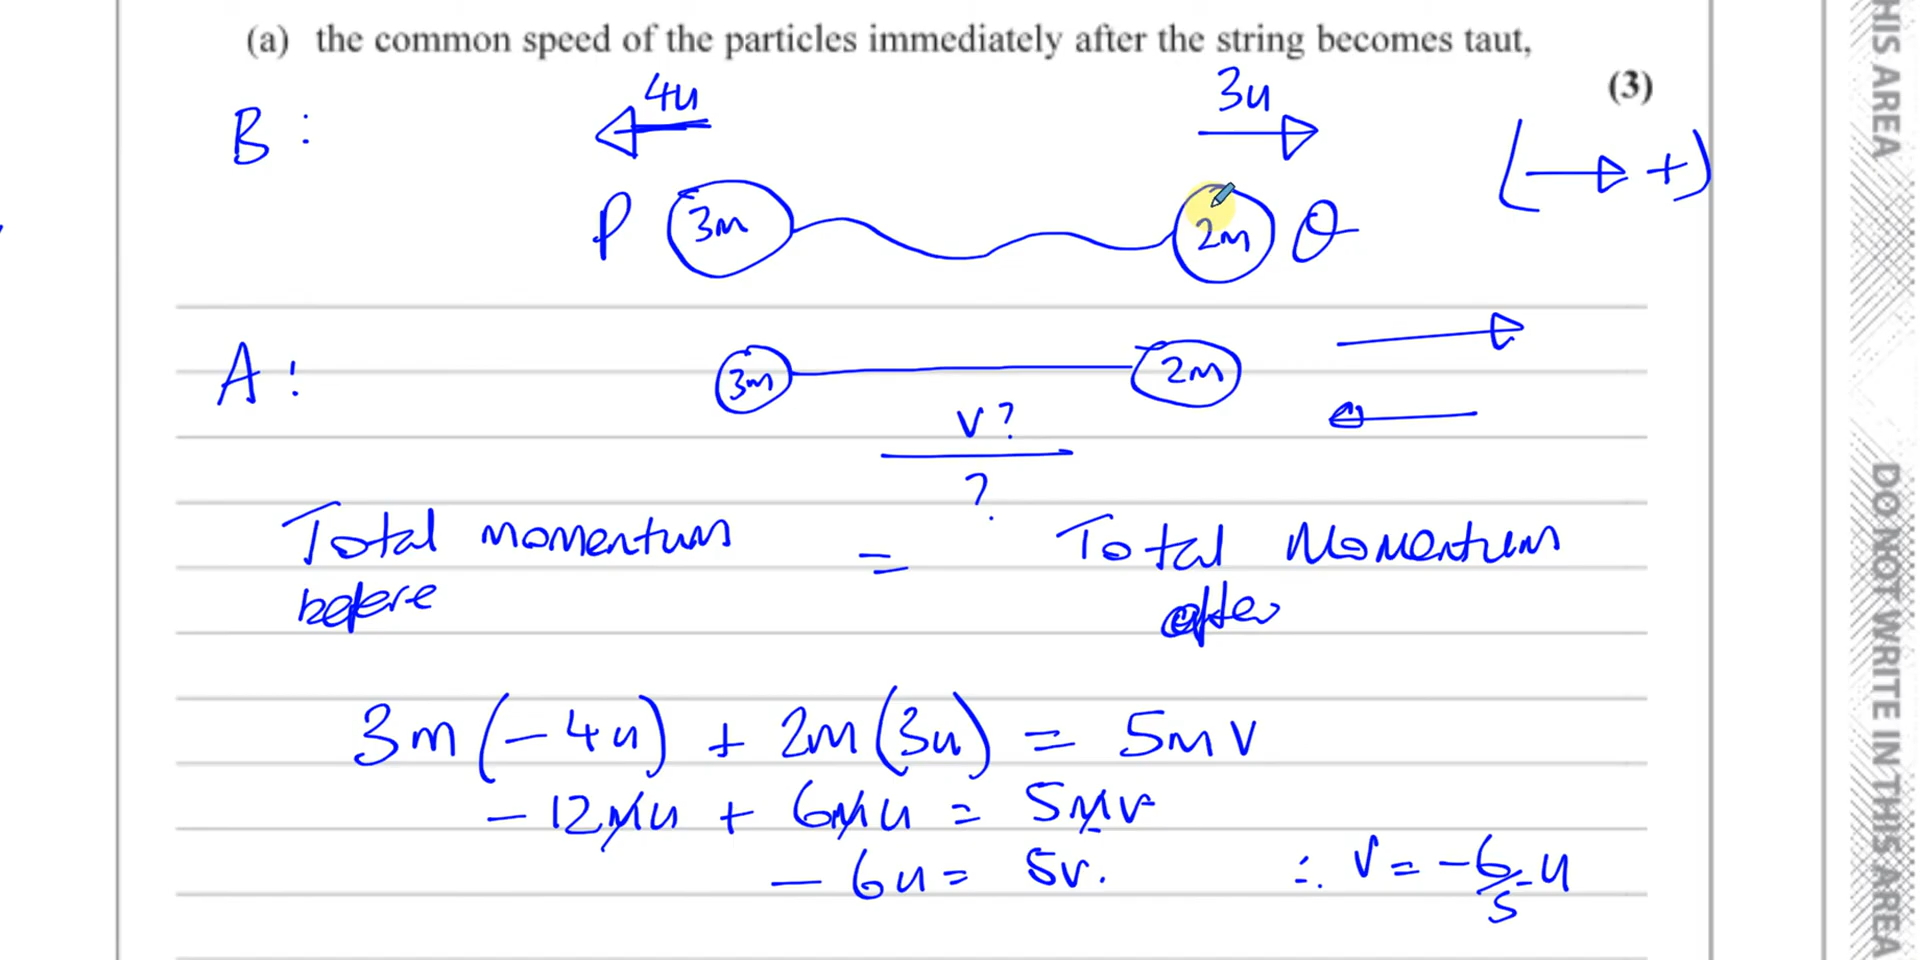 (a) the common speed of the particles immediately after the string becomes taut,
(3)
B :
4u
3u
( → +)
P
3m
2m
Q
A :
3m
2m
v ?
?
Total momentum = Total Momentum
before after
3m (-4u) + 2m (3u) = 5mv
- 12mu + 6mu = 5mv
- 6u = 5v. ∴ v = -6/5 u
HIS AREA
DO NOT WRITE IN THIS AREA